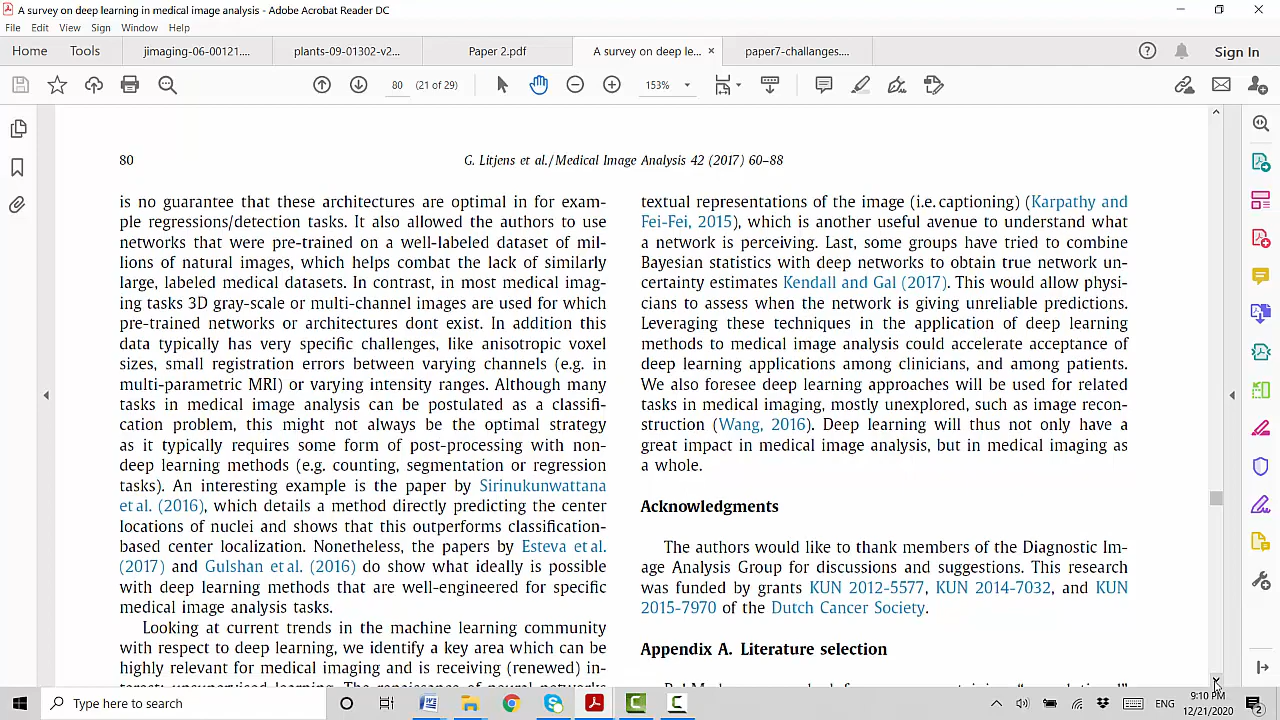 A survey on deep learning in medical image analysis - Adobe Acrobat Reader DC
File Edit View Sign Window Help
Home Tools jimaging-06-00121.... plants-09-01302-v2... Paper 2.pdf A survey on deep le... × paper7-challanges.... Sign In
80 (21 of 29) 153%
80 G. Litjens et al./Medical Image Analysis 42 (2017) 60–88
is no guarantee that these architectures are optimal in for exam-
ple regressions/detection tasks. It also allowed the authors to use
networks that were pre-trained on a well-labeled dataset of mil-
lions of natural images, which helps combat the lack of similarly
large, labeled medical datasets. In contrast, in most medical imag-
ing tasks 3D gray-scale or multi-channel images are used for which
pre-trained networks or architectures dont exist. In addition this
data typically has very specific challenges, like anisotropic voxel
sizes, small registration errors between varying channels (e.g. in
multi-parametric MRI) or varying intensity ranges. Although many
tasks in medical image analysis can be postulated as a classifi-
cation problem, this might not always be the optimal strategy
as it typically requires some form of post-processing with non-
deep learning methods (e.g. counting, segmentation or regression
tasks). An interesting example is the paper by Sirinukunwattana
et al. (2016), which details a method directly predicting the center
locations of nuclei and shows that this outperforms classification-
based center localization. Nonetheless, the papers by Esteva et al.
(2017) and Gulshan et al. (2016) do show what ideally is possible
with deep learning methods that are well-engineered for specific
medical image analysis tasks.
Looking at current trends in the machine learning community
with respect to deep learning, we identify a key area which can be
highly relevant for medical imaging and is receiving (renewed) in-
terest: unsupervised learning. The renaissance of neural networks
textual representations of the image (i.e. captioning) (Karpathy and
Fei-Fei, 2015), which is another useful avenue to understand what
a network is perceiving. Last, some groups have tried to combine
Bayesian statistics with deep networks to obtain true network un-
certainty estimates Kendall and Gal (2017). This would allow physi-
cians to assess when the network is giving unreliable predictions.
Leveraging these techniques in the application of deep learning
methods to medical image analysis could accelerate acceptance of
deep learning applications among clinicians, and among patients.
We also foresee deep learning approaches will be used for related
tasks in medical imaging, mostly unexplored, such as image recon-
struction (Wang, 2016). Deep learning will thus not only have a
great impact in medical image analysis, but in medical imaging as
a whole.
Acknowledgments
The authors would like to thank members of the Diagnostic Im-
age Analysis Group for discussions and suggestions. This research
was funded by grants KUN 2012-5577, KUN 2014-7032, and KUN
2015-7970 of the Dutch Cancer Society.
Appendix A. Literature selection
Type here to search
ENG
9:10 PM
12/21/2020
2